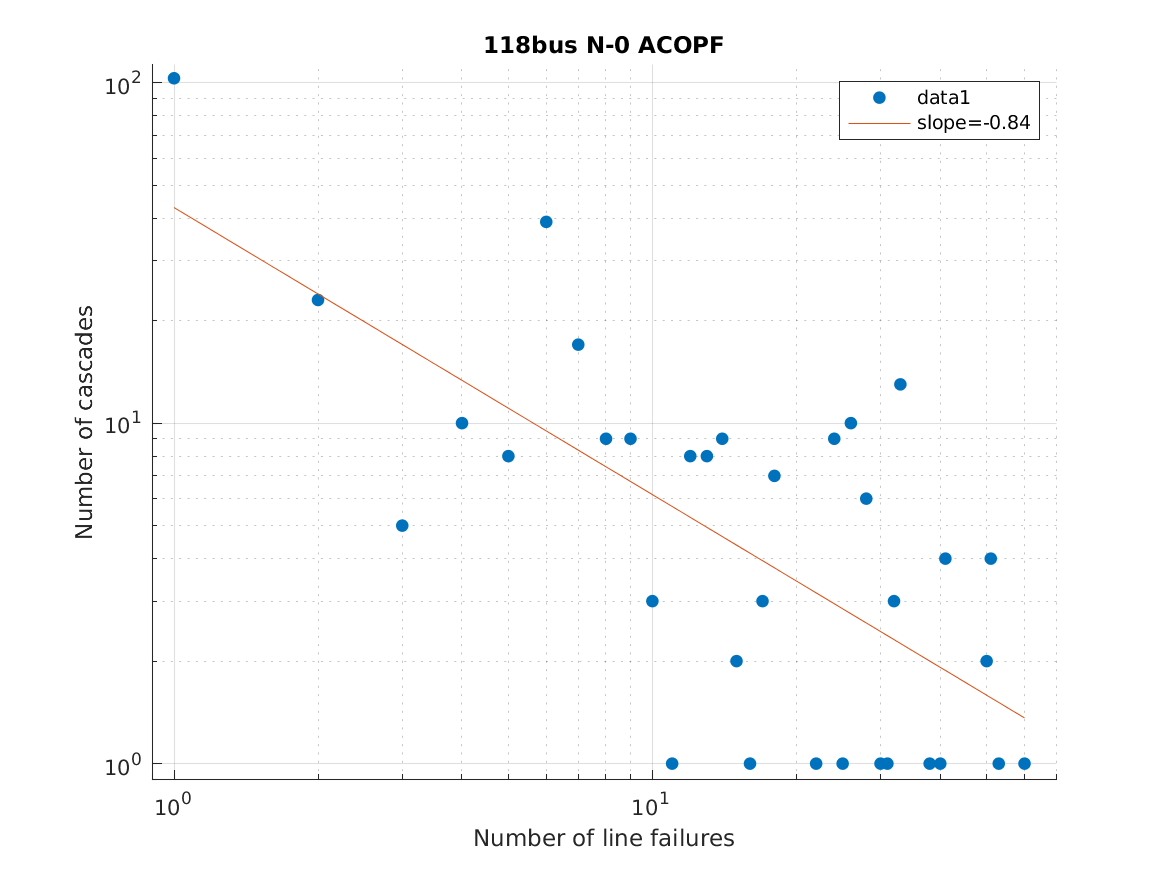 118bus N-0 ACOPF
data1
slope=-0.84
10^2
10^1
10^0
Number of cascades
10^0
10^1
Number of line failures